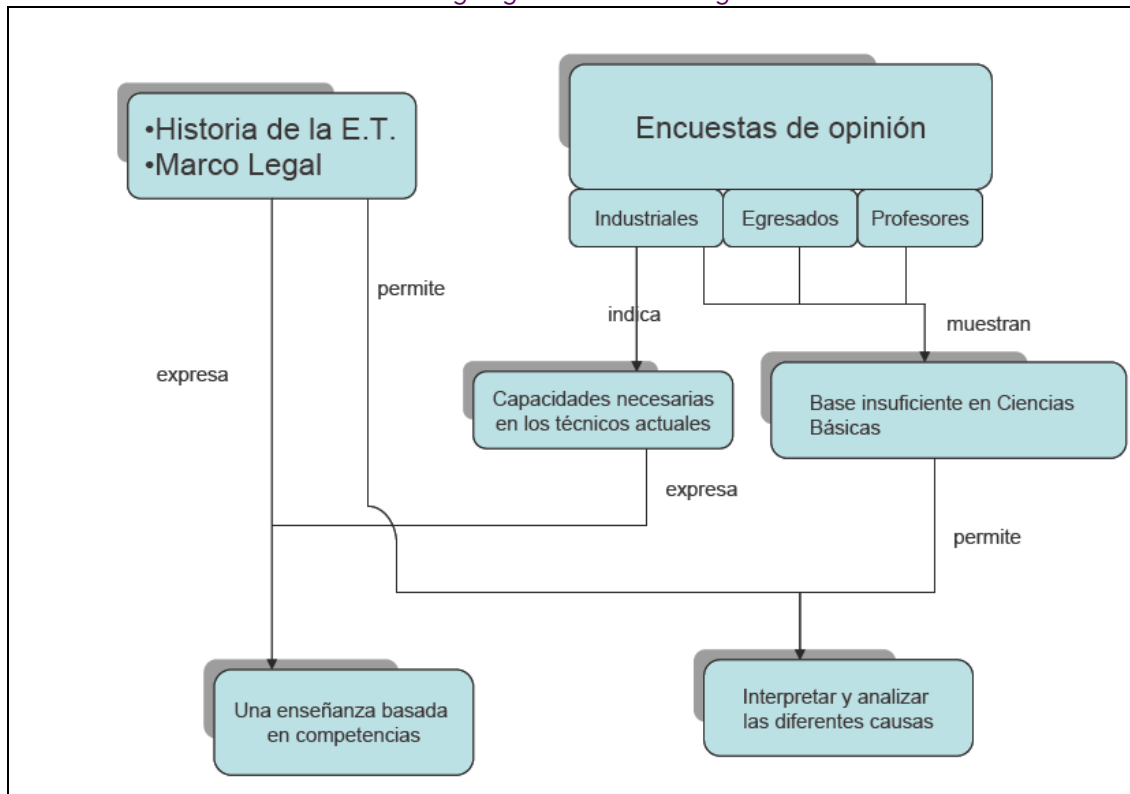 •Historia de la E.T.
•Marco Legal
Encuestas de opinión
Industriales
Egresados
Profesores
permite
indica
muestran
expresa
Capacidades necesarias
en los técnicos actuales
Base insuficiente en Ciencias
Básicas
expresa
permite
Una enseñanza basada
en competencias
Interpretar y analizar
las diferentes causas